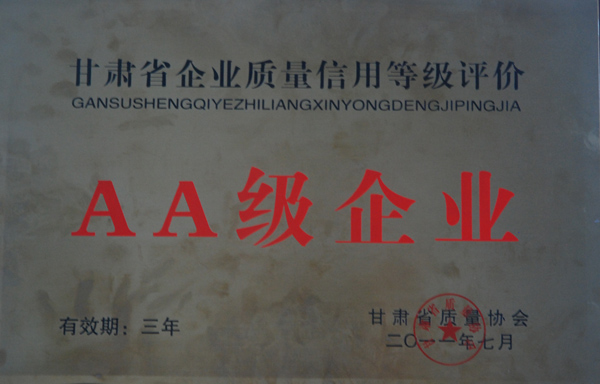 甘肃省企业质量信用等级评价
GANSUSHENGQIYEZHILIANGXINYONGDENGJIPINGJIA
AA级企业
有效期：三年
甘肃省质量协会
二〇一一年七月